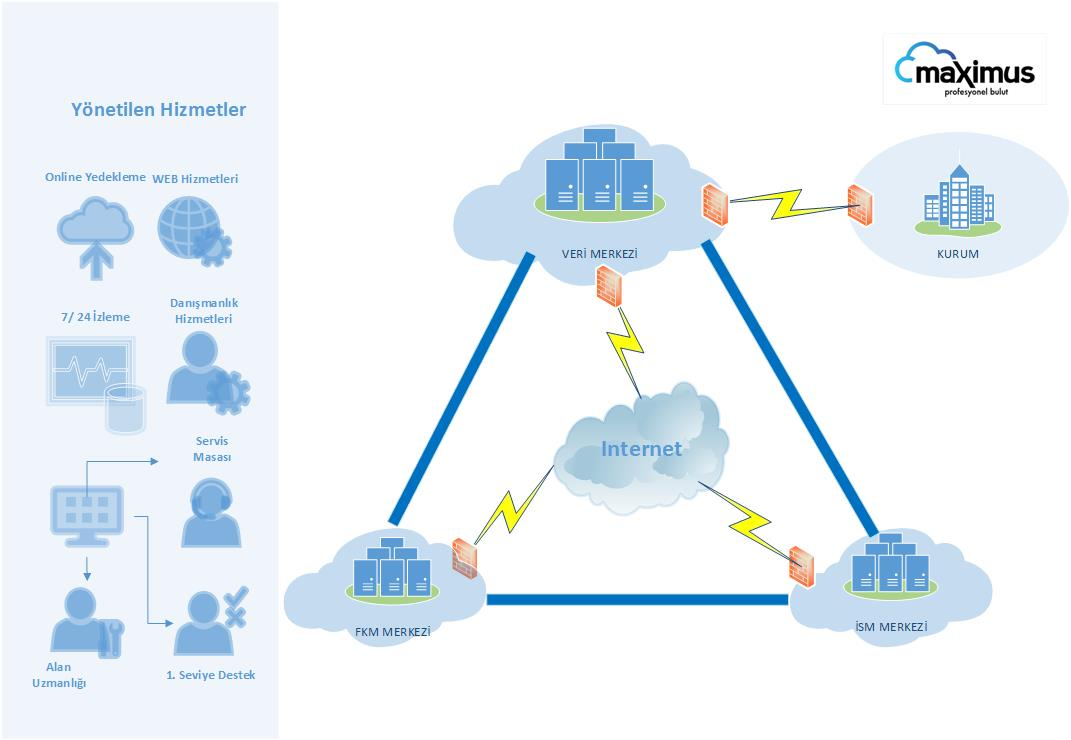 Yönetilen Hizmetler
Online Yedekleme
WEB Hizmetleri
7/ 24 İzleme
Danışmanlık
Hizmetleri
Servis
Masası
Alan
Uzmanlığı
1. Seviye Destek
maximus
profesyonel bulut
VERİ MERKEZİ
KURUM
Internet
FKM MERKEZİ
İSM MERKEZİ